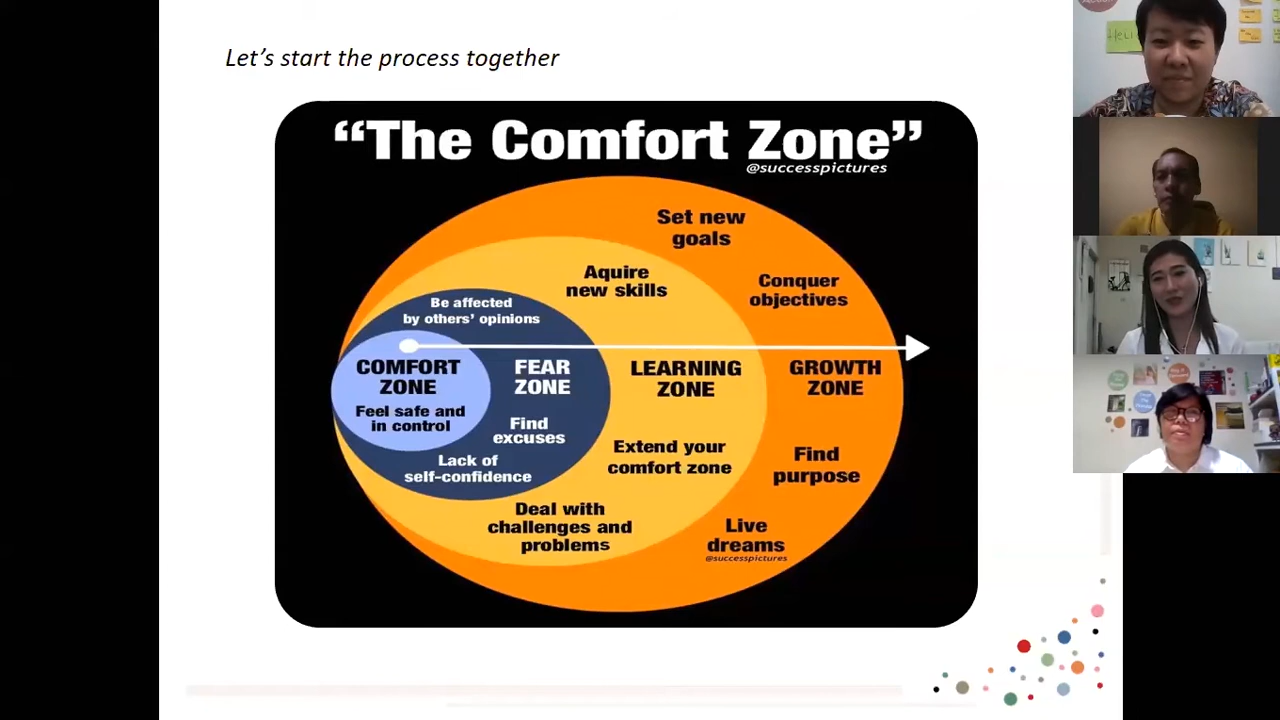 Let's start the process together
“The Comfort Zone”
@successpictures
Set new
goals
Aquire
new skills
Conquer
objectives
Be affected
by others' opinions
COMFORT
ZONE
Feel safe and
in control
FEAR
ZONE
LEARNING
ZONE
GROWTH
ZONE
Find
excuses
Lack of
self-confidence
Extend your
comfort zone
Find
purpose
Deal with
challenges and
problems
Live
dreams
@successpictures